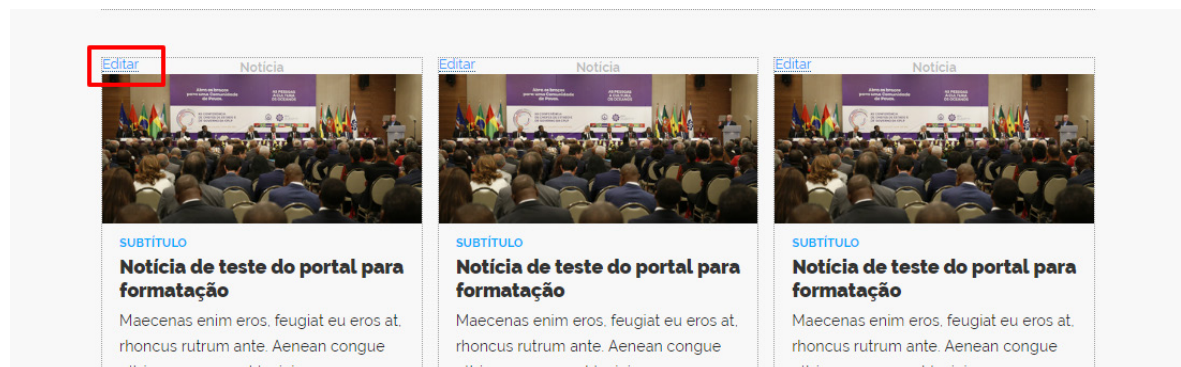 Editar Notícia Editar Notícia Editar Notícia
SUBTÍTULO SUBTÍTULO SUBTÍTULO
Notícia de teste do portal para Notícia de teste do portal para Notícia de teste do portal para
formatação formatação formatação
Maecenas enim eros, feugiat eu eros at, Maecenas enim eros, feugiat eu eros at, Maecenas enim eros, feugiat eu eros at,
rhoncus rutrum ante. Aenean congue rhoncus rutrum ante. Aenean congue rhoncus rutrum ante. Aenean congue